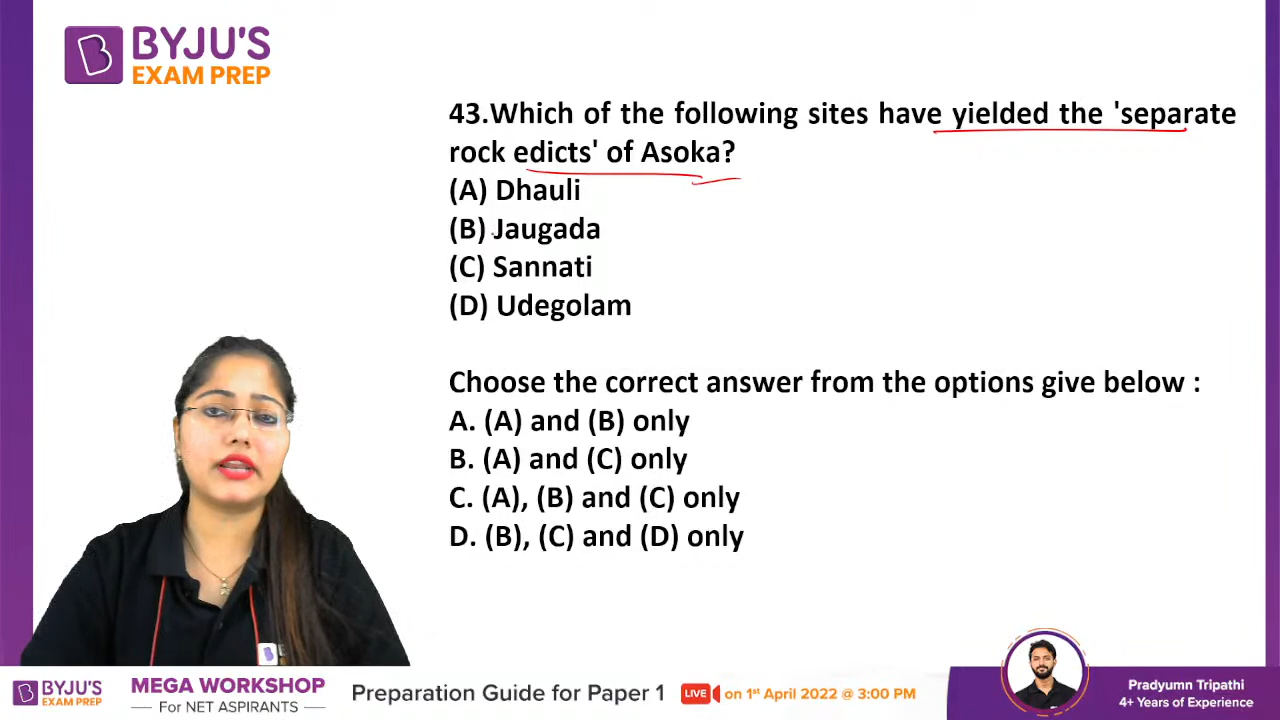 BYJU'S
EXAM PREP
43.Which of the following sites have yielded the 'separate
rock edicts' of Asoka?
(A) Dhauli
(B) Jaugada
(C) Sannati
(D) Udegolam
Choose the correct answer from the options give below :
A. (A) and (B) only
B. (A) and (C) only
C. (A), (B) and (C) only
D. (B), (C) and (D) only
BYJU'S
EXAM PREP
MEGA WORKSHOP
For NET ASPIRANTS
Preparation Guide for Paper 1
LIVE
on 1st April 2022 @ 3:00 PM
Pradyumn Tripathi
4+ Years of Experience